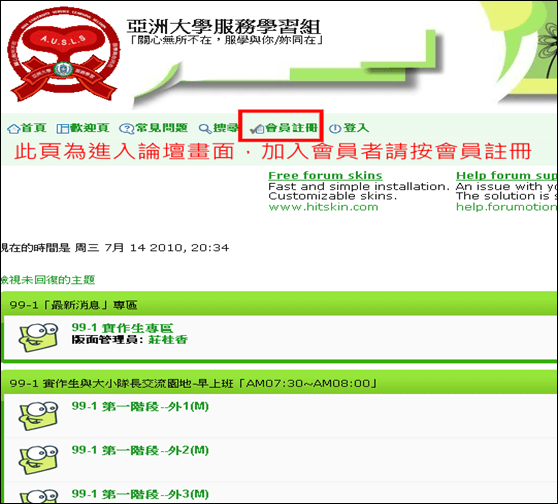 亞洲大學服務學習組
「關心無所不在，服學與你/妳同在」
A.U.S.L.S
首頁 歡迎頁 常見問題 搜尋 會員註冊 登入
此頁為進入論壇畫面，加入會員者請按會員註冊
Free forum skins Help forum sup
Fast and simple installation. An issue with yo
Customizable skins. The solution is s
www.hitskin.com help.forumotion
現在的時間是 周三 7月 14 2010, 20:34
檢視未回復的主題
99-1「最新消息」專區
99-1 實作生專區
版面管理員: 莊桂香
99-1 實作生與大小隊長交流園地-早上班「AM07:30~AM08:00」
99-1 第一階段--外1(M)
99-1 第一階段--外2(M)
99-1 第一階段--外3(M)